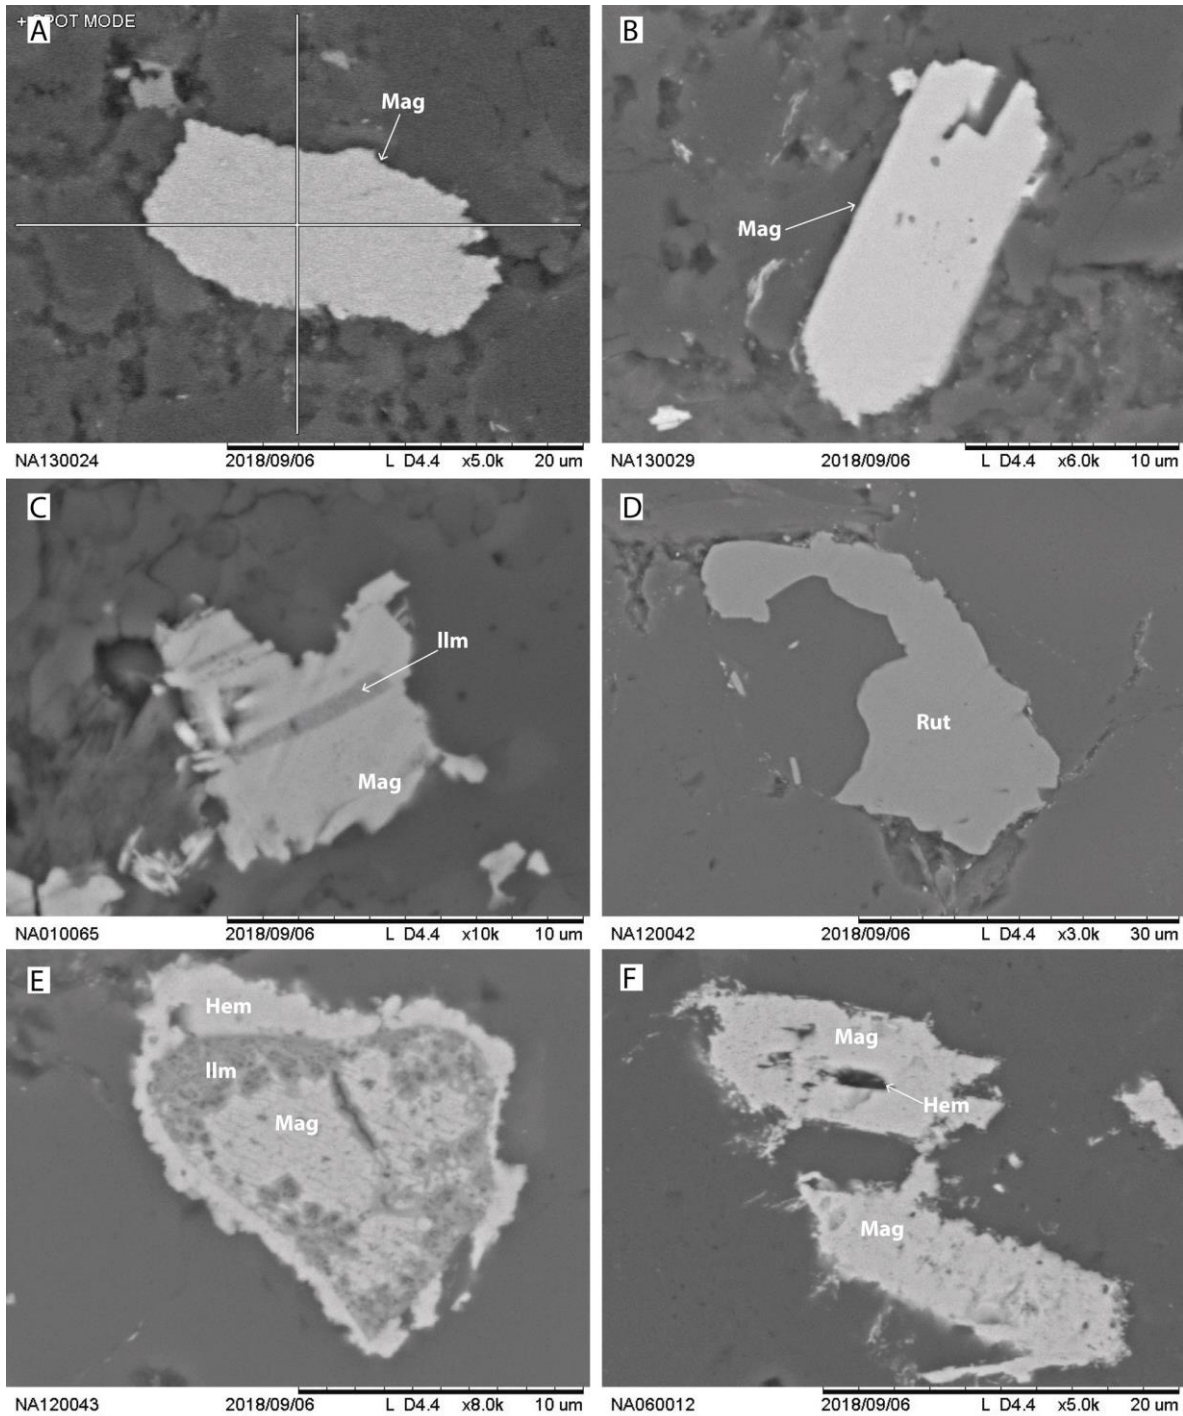 A
+ SPOT MODE
Mag
NA130024 2018/09/06 L D4.4 x5.0k 20 um
B
Mag
NA130029 2018/09/06 L D4.4 x6.0k 10 um
C
Ilm
Mag
NA010065 2018/09/06 L D4.4 x10k 10 um
D
Rut
NA120042 2018/09/06 L D4.4 x3.0k 30 um
E
Hem
Ilm
Mag
NA120043 2018/09/06 L D4.4 x8.0k 10 um
F
Mag
Hem
Mag
NA060012 2018/09/06 L D4.4 x5.0k 20 um